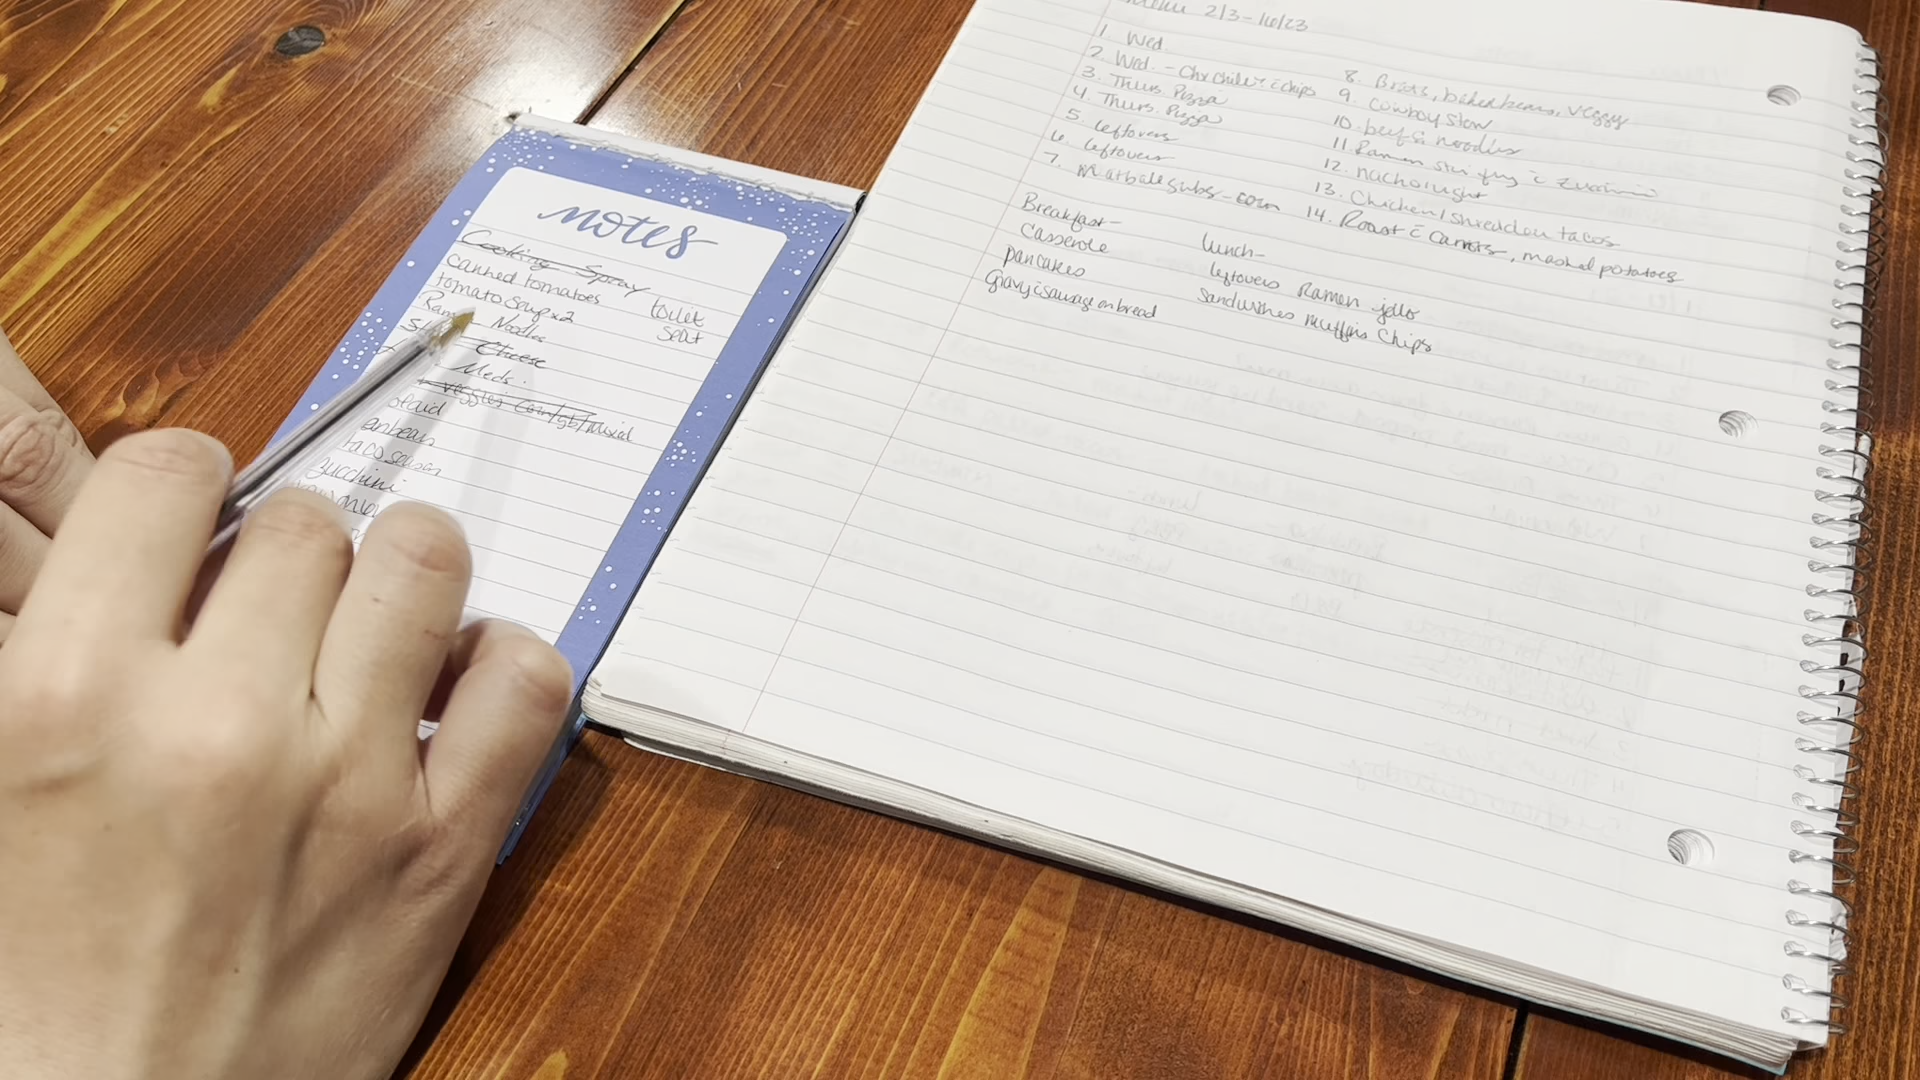 notes
Cooking Spray
canned tomatoes
tomato soup x2
Noodles
Cheese
Meds.
veggies corn/gb/mixed
taco season
zucchini
toilet
seat
Menu 2/3-16/23
1. Wed.
2. Wed. - Chx chili & chips
3. Thurs. Pizza
4. Thurs. Pizza
5. leftovers
6. leftovers
7. Meatball subs - corn
8. Brats, baked beans, veggy
9. Cowboy stew
10. beef & noodles
11. Ramen stir fry c zucchini
12. nacho night
13. Chicken/shredded tacos
14. Roast c Carrots, mashed potatoes
Breakfast-
Casserole
pancakes
Gravy & sausage on bread
lunch-
leftovers Ramen jello
Sandwiches muffins Chips